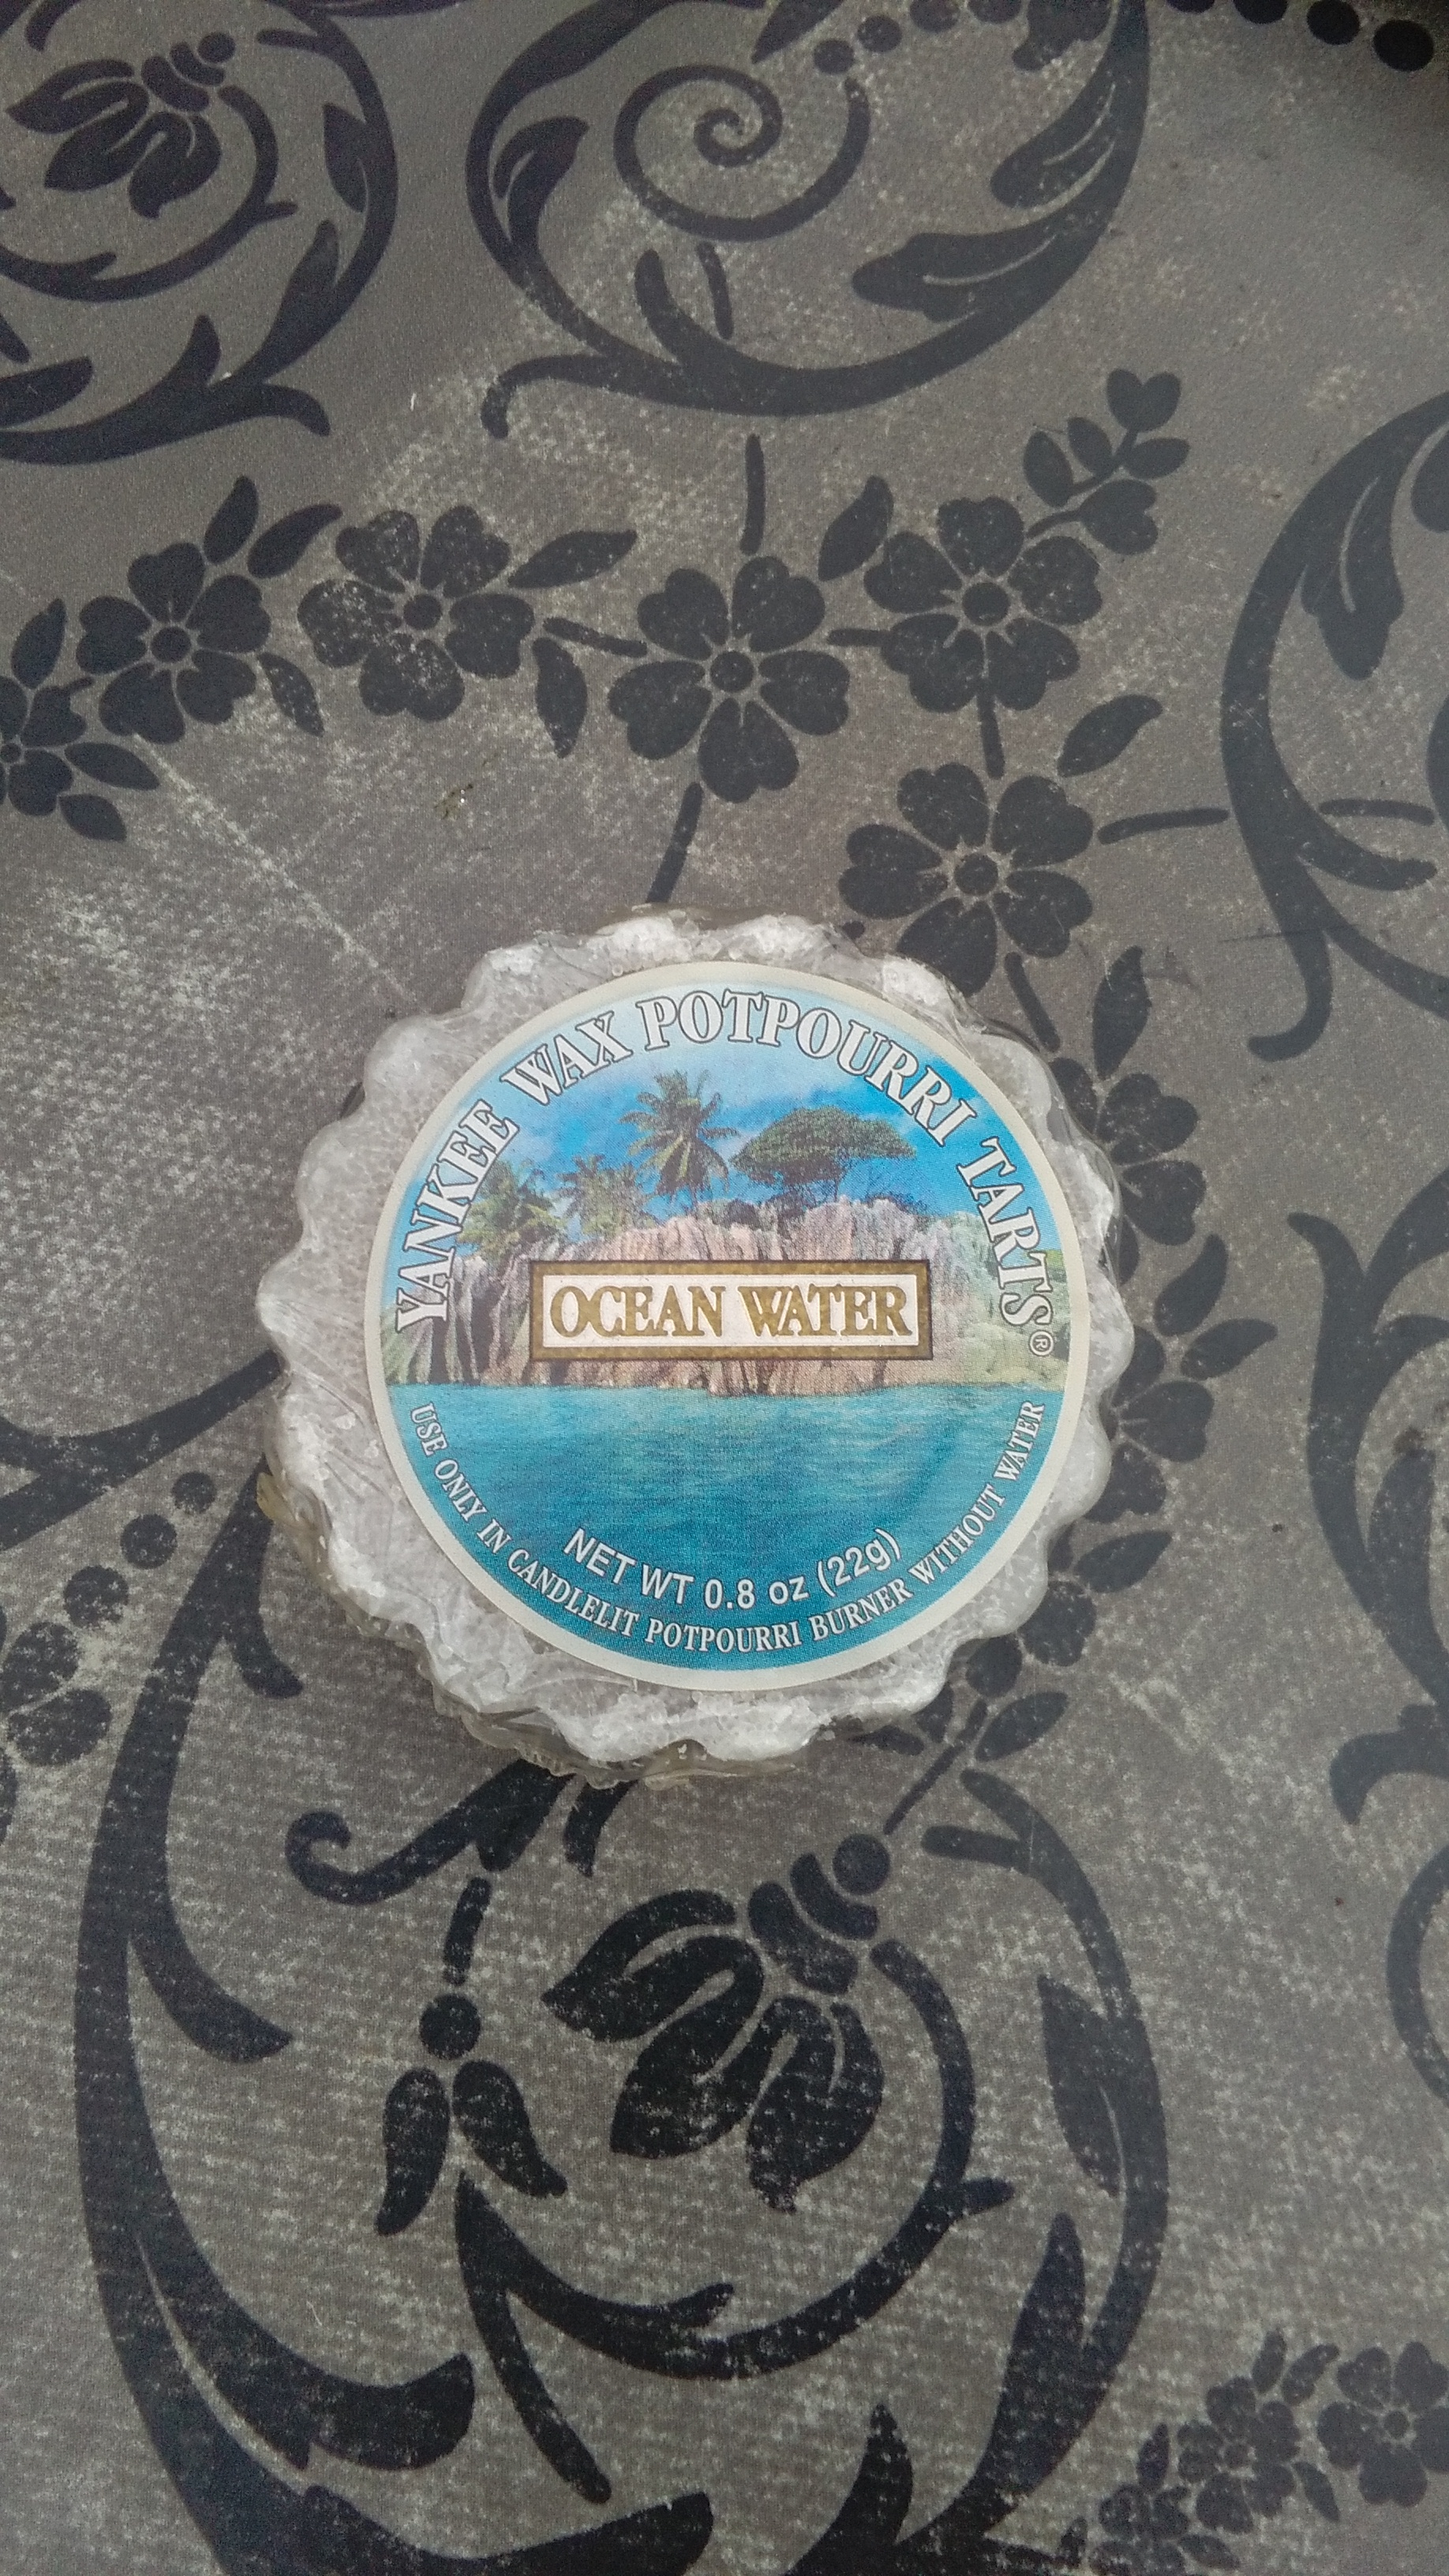 YANKEE WAX POTPOURRI TARTS®
OCEAN WATER
NET WT 0.8 oz (22g)
USE ONLY IN CANDLELIT POTPOURRI BURNER WITHOUT WATER